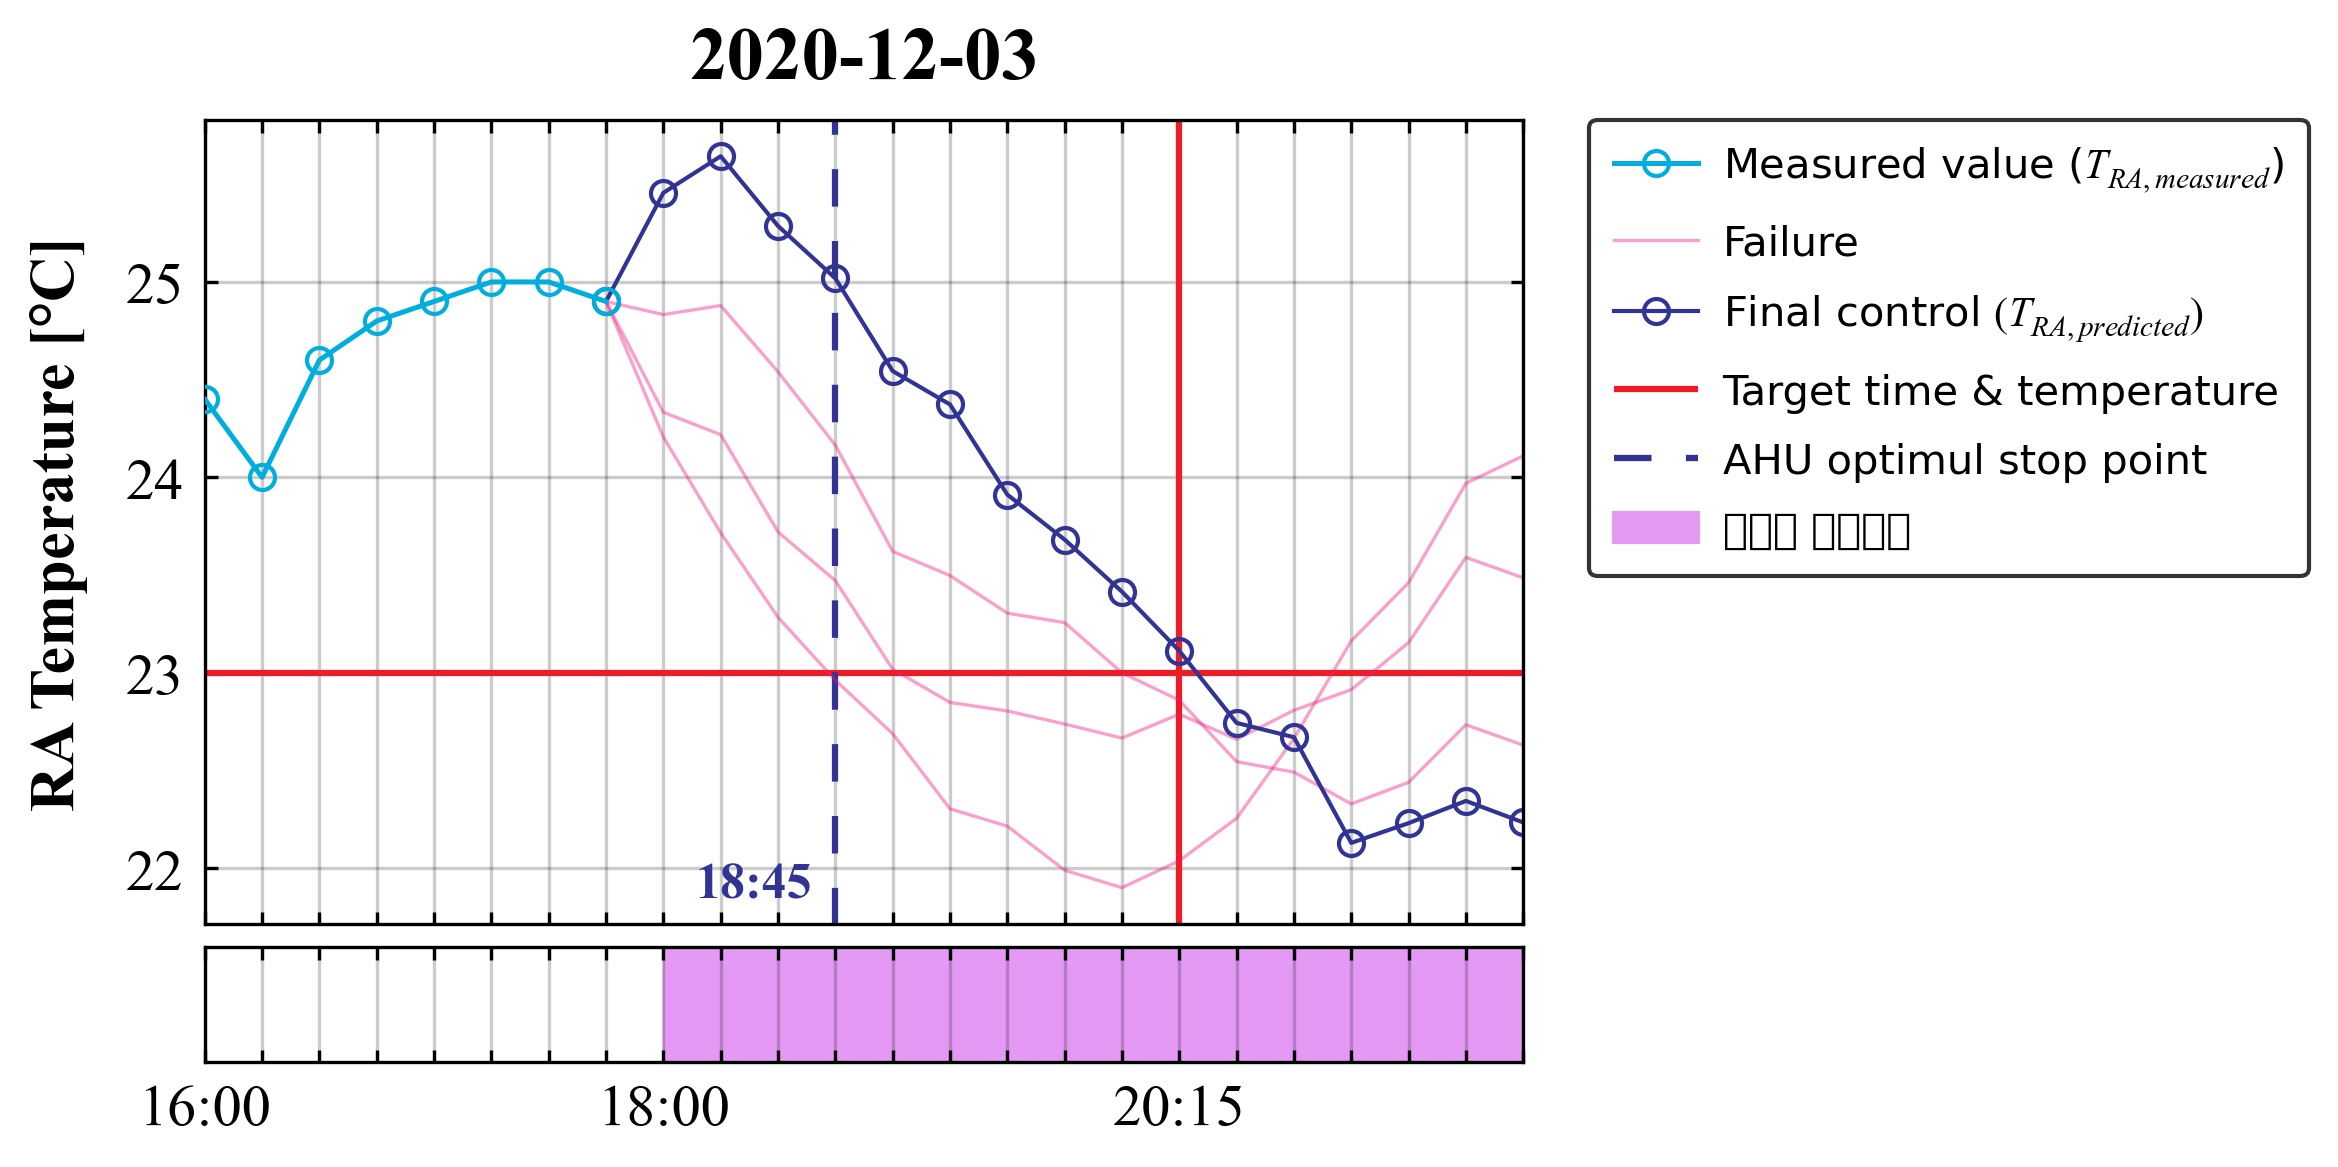 2020-12-03
RA Temperature [°C]
25
24
23
22
18:45
16:00
18:00
20:15
Measured value (T_RA,measured)
Failure
Final control (T_RA,predicted)
Target time & temperature
AHU optimul stop point